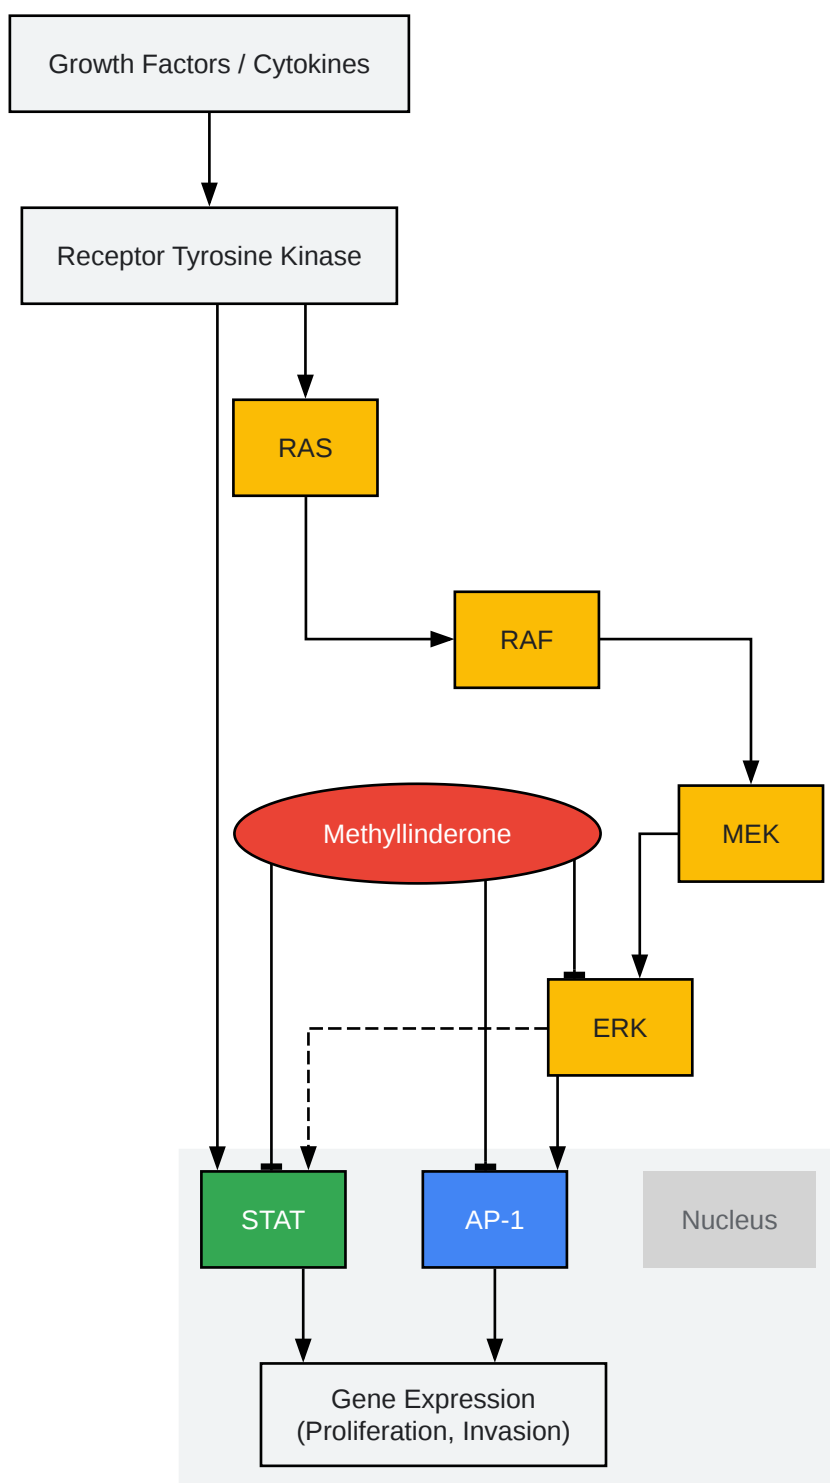 Growth Factors / Cytokines
Receptor Tyrosine Kinase
RAS
RAF
Methyllinderone
MEK
ERK
STAT
AP-1
Nucleus
Gene Expression
(Proliferation, Invasion)